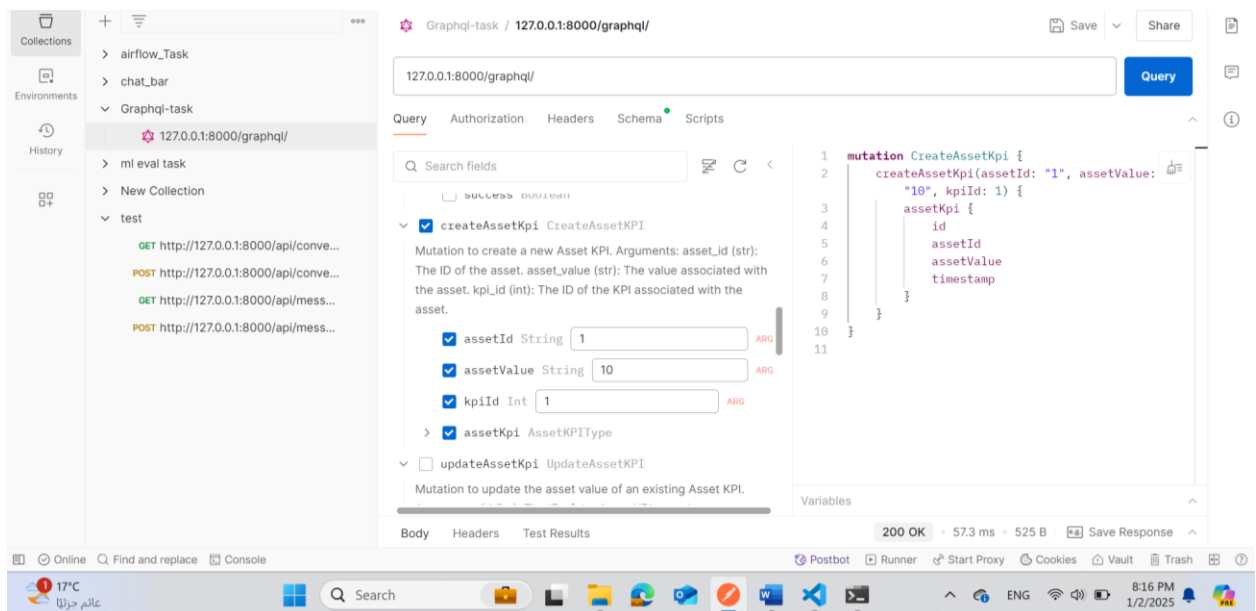 Collections
Environments
History
airflow_Task
chat_bar
Graphql-task
127.0.0.1:8000/graphql/
ml eval task
New Collection
test
GET http://127.0.0.1:8000/api/conve...
POST http://127.0.0.1:8000/api/conve...
GET http://127.0.0.1:8000/api/mess...
POST http://127.0.0.1:8000/api/mess...
Graphql-task / 127.0.0.1:8000/graphql/
Save
Share
127.0.0.1:8000/graphql/
Query
Query Authorization Headers Schema Scripts
Search fields
success Boolean
createAssetKpi CreateAssetKPI
Mutation to create a new Asset KPI. Arguments: asset_id (str):
The ID of the asset. asset_value (str): The value associated with
the asset. kpi_id (int): The ID of the KPI associated with the
asset.
assetId String 1 ARG
assetValue String 10 ARG
kpiId Int 1 ARG
assetKpi AssetKPIType
updateAssetKpi UpdateAssetKPI
Mutation to update the asset value of an existing Asset KPI.
1 mutation CreateAssetKpi {
2 createAssetKpi(assetId: "1", assetValue:
"10", kpiId: 1) {
3 assetKpi {
4 id
5 assetId
6 assetValue
7 timestamp
8 }
9 }
10 }
11
Variables
Body Headers Test Results
200 OK 57.3 ms 525 B Save Response
Online Find and replace Console
Postbot Runner Start Proxy Cookies Vault Trash
1
17°C
غائم جزئيًا
Search
ENG
8:16 PM
1/2/2025
PRE